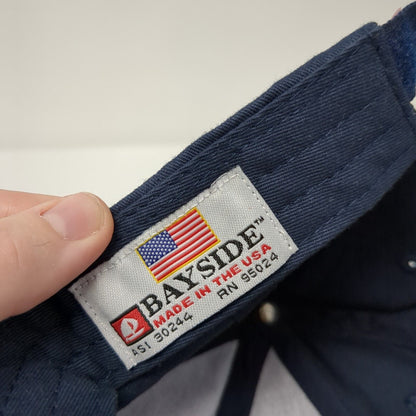 BAYSIDE™
MADE IN THE USA
ASI 30244 RN 95024